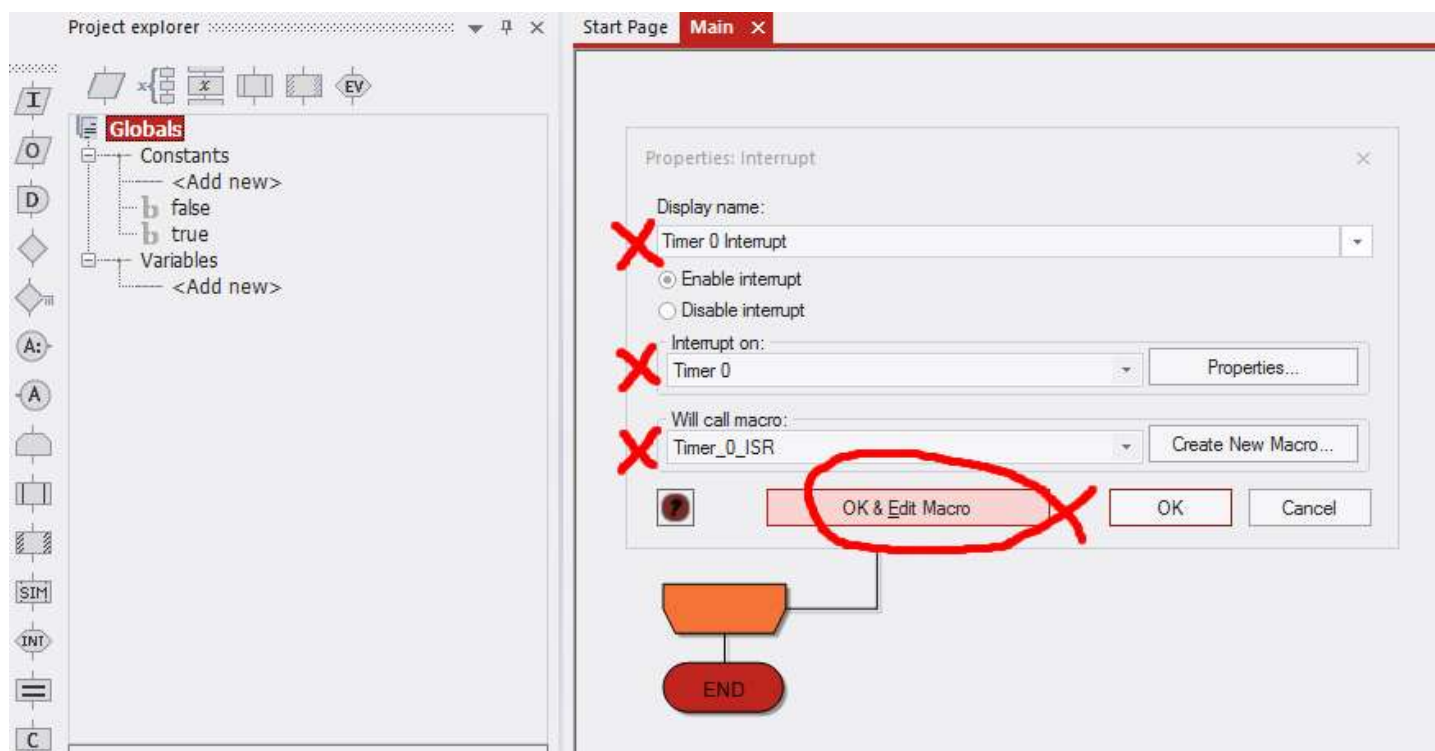 Project explorer
Start Page Main
I
x
EV
Globals
O
Constants
<Add new>
D
b false
b true
Variables
<Add new>
A:
A
SIM
INT
C
Properties: Interrupt
Display name:
Timer 0 Interrupt
Enable interrupt
Disable interrupt
Interrupt on:
Timer 0 Properties...
Will call macro:
Timer_0_ISR Create New Macro...
? OK & Edit Macro OK Cancel
END